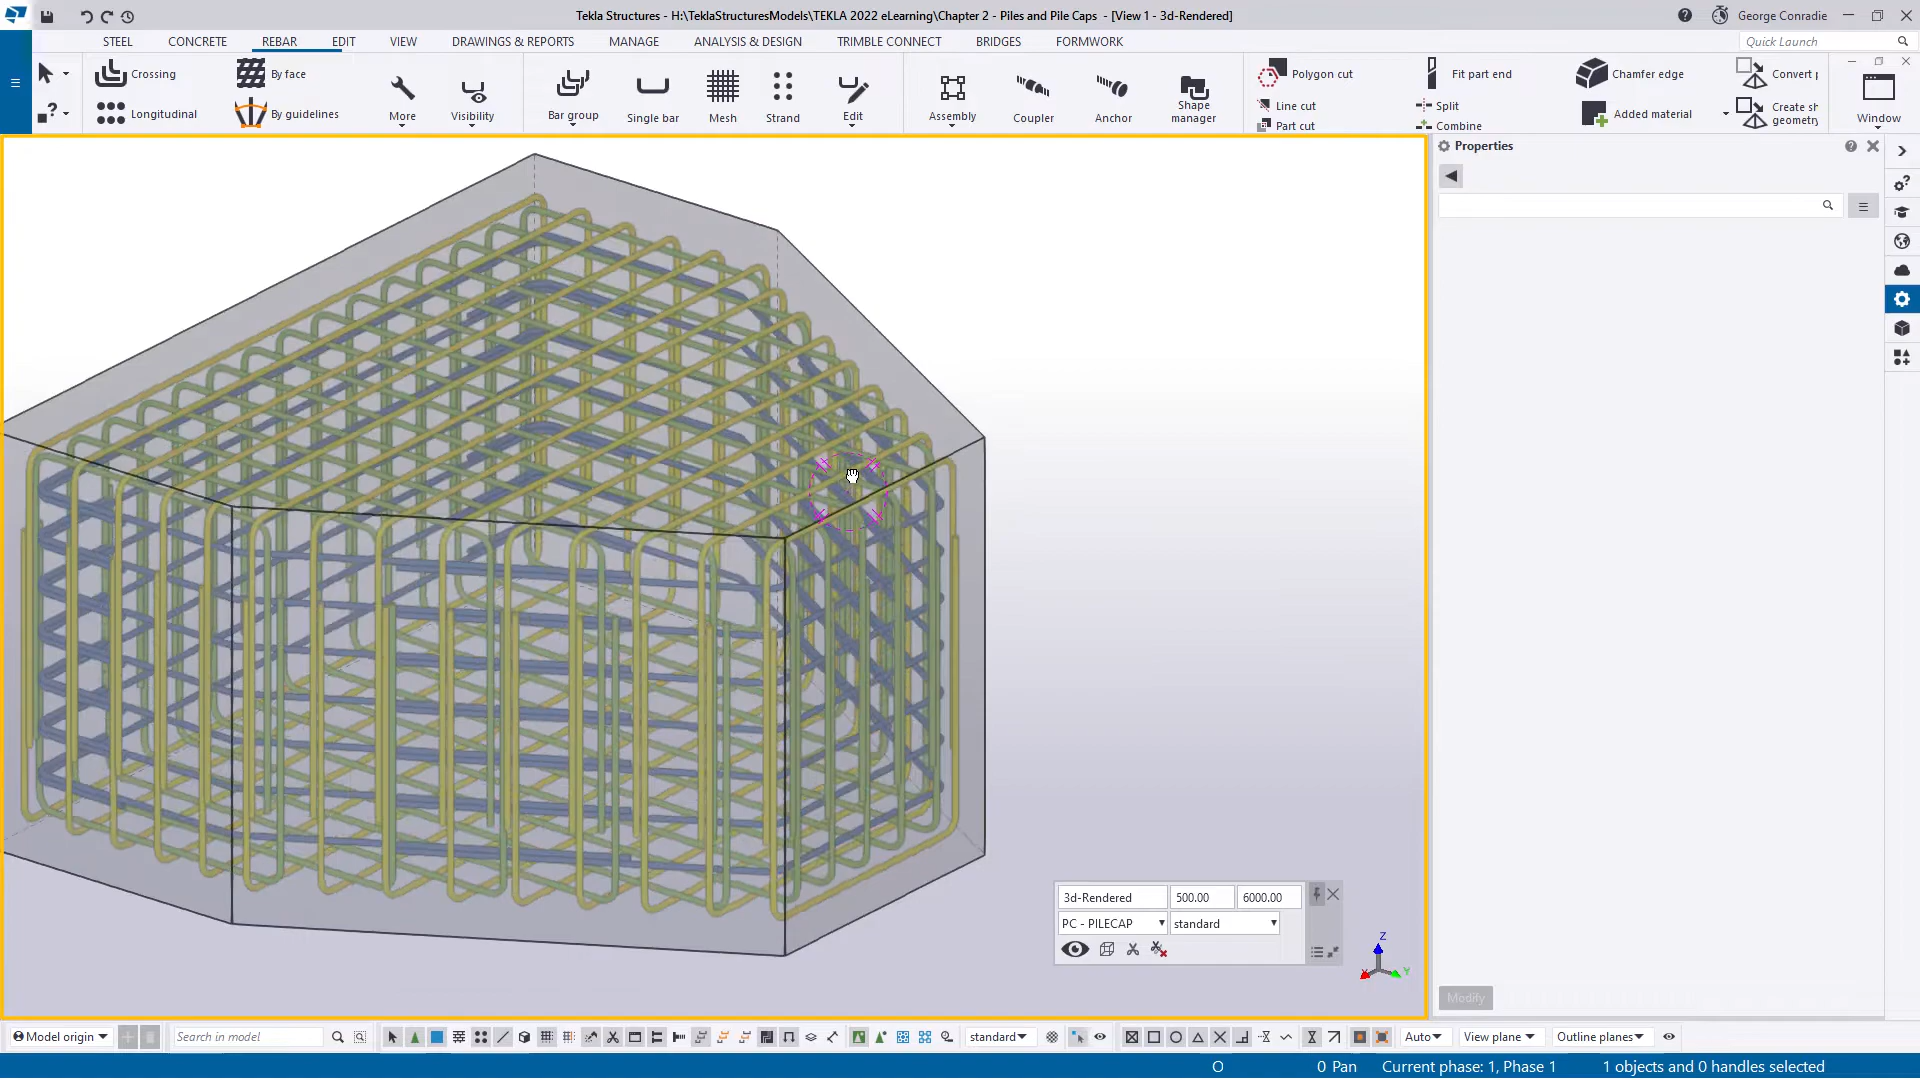 Tekla Structures - H:\TeklaStructuresModels\TEKLA 2022 eLearning\Chapter 2 - Piles and Pile Caps - [View 1 - 3d-Rendered]
George Conradie
STEEL CONCRETE REBAR EDIT VIEW DRAWINGS & REPORTS MANAGE ANALYSIS & DESIGN TRIMBLE CONNECT BRIDGES FORMWORK
Quick Launch
Crossing
By face
Longitudinal
By guidelines
More
Visibility
Bar group
Single bar
Mesh
Strand
Edit
Assembly
Coupler
Anchor
Shape
manager
Polygon cut
Line cut
Part cut
Fit part end
Split
Combine
Chamfer edge
Added material
Convert p
Create sh
geometry
Window
Properties
3d-Rendered 500.00 6000.00
PC - PILECAP standard
Z
Y
Modify
Model origin
Search in model
standard
Auto
View plane
Outline planes
O 0 Pan Current phase: 1, Phase 1 1 objects and 0 handles selected